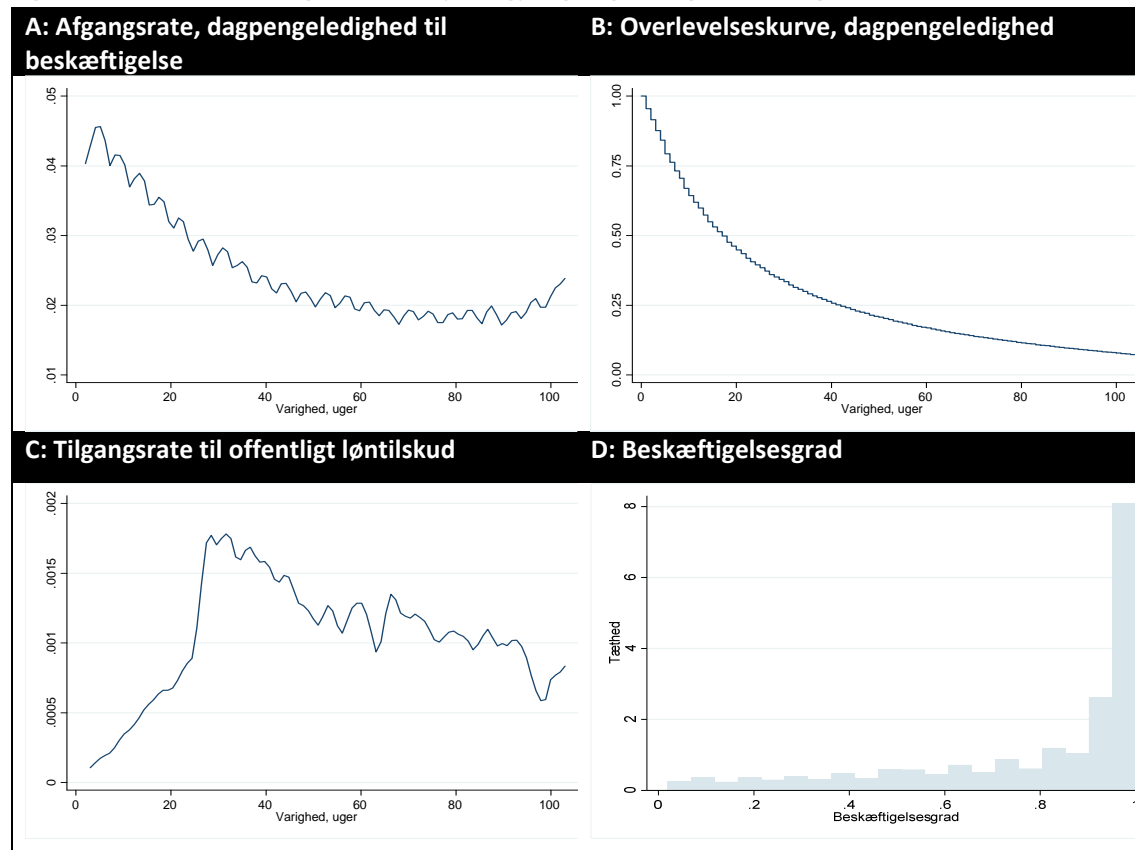 A: Afgangsrate, dagpengeledighed til
beskæftigelse
B: Overlevelseskurve, dagpengeledighed
.05
.04
.03
.02
.01
0 20 40 60 80 100
Varighed, uger
1.00
0.75
0.50
0.25
0.00
0 20 40 60 80 100
Varighed, uger
C: Tilgangsrate til offentligt løntilskud
D: Beskæftigelsesgrad
.002
.0015
.001
.0005
0
0 20 40 60 80 100
Varighed, uger
8
6
4
2
0
Tæthed
0 .2 .4 .6 .8 1
Beskæftigelsesgrad